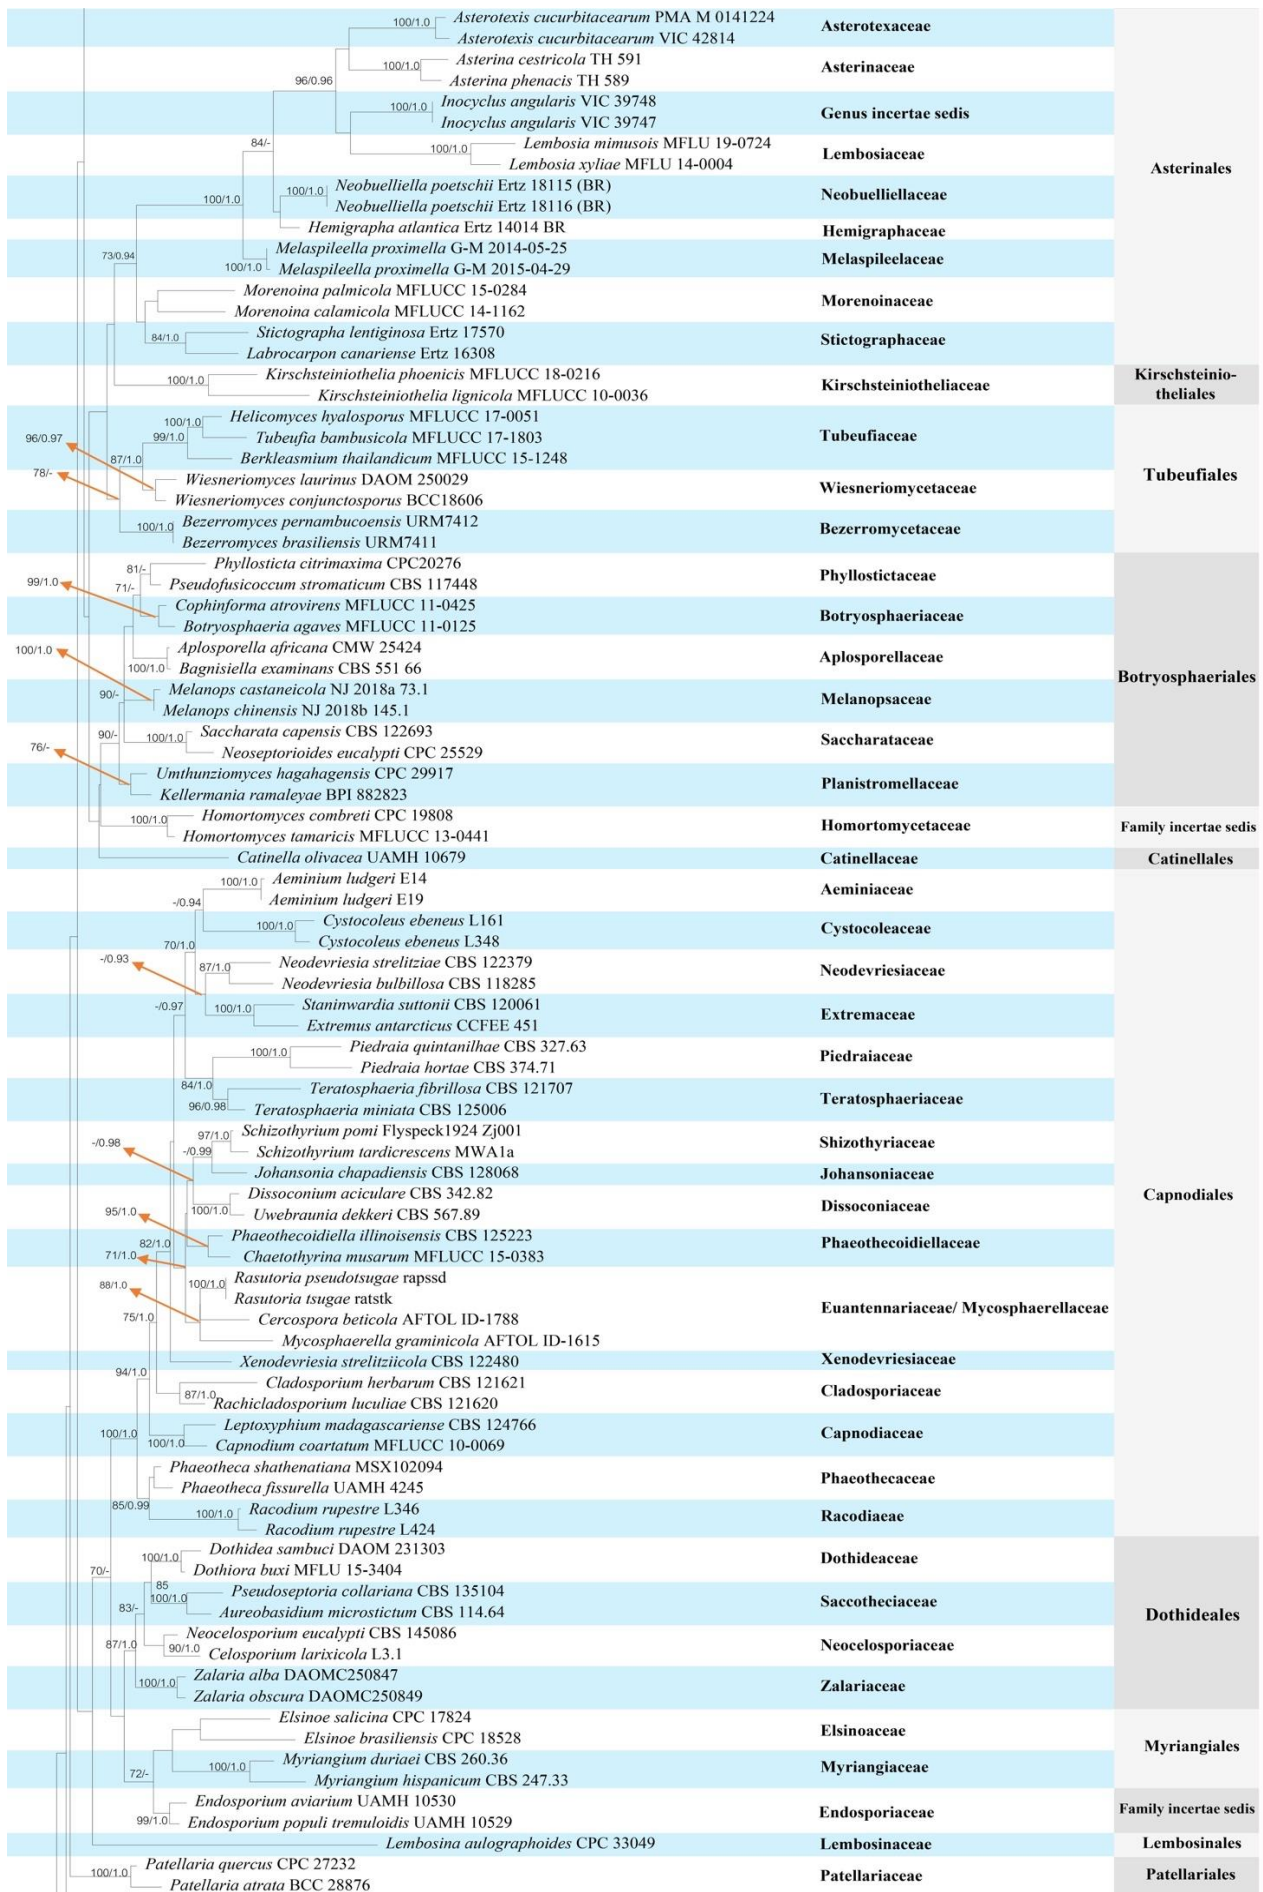 100/1.0 Asterotexis cucurbitacearum PMA M 0141224
Asterotexis cucurbitacearum VIC 42814
Asterotexaceae
100/1.0 Asterina cestricola TH 591
Asterina phenacis TH 589
Asterinaceae
96/0.96
100/1.0 Inocyclus angularis VIC 39748
Inocyclus angularis VIC 39747
Genus incertae sedis
84/-
100/1.0 Lembosia mimusois MFLU 19-0724
Lembosia xyliae MFLU 14-0004
Lembosiaceae
Asterinales
100/1.0 Neobuelliella poetschii Ertz 18115 (BR)
Neobuelliella poetschii Ertz 18116 (BR)
Neobuelliellaceae
100/1.0
Hemigrapha atlantica Ertz 14014 BR
Hemigraphaceae
Melaspileella proximella G-M 2014-05-25
100/1.0 Melaspileella proximella G-M 2015-04-29
Melaspileelaceae
73/0.94
Morenoina palmicola MFLUCC 15-0284
Morenoina calamicola MFLUCC 14-1162
Morenoinaceae
84/1.0 Stictographa lentiginosa Ertz 17570
Labrocarpon canariense Ertz 16308
Stictographaceae
100/1.0 Kirschsteiniothelia phoenicis MFLUCC 18-0216
Kirschsteiniothelia lignicola MFLUCC 10-0036
Kirschsteiniotheliaceae
Kirschsteinio-
theliales
100/1.0 Helicomyces hyalosporus MFLUCC 17-0051
99/1.0 Tubeufia bambusicola MFLUCC 17-1803
Berkleasmium thailandicum MFLUCC 15-1248
Tubeufiaceae
96/0.97
87/1.0
78/-
Wiesneriomyces laurinus DAOM 250029
Wiesneriomyces conjunctosporus BCC18606
Wiesneriomycetaceae
Tubeufiales
100/1.0 Bezerromyces pernambucoensis URM7412
Bezerromyces brasiliensis URM7411
Bezerromycetaceae
81/- Phyllosticta citrimaxima CPC20276
71/- Pseudofusicoccum stromaticum CBS 117448
Phyllostictaceae
99/1.0
Cophinforma atrovirens MFLUCC 11-0425
Botryosphaeria agaves MFLUCC 11-0125
Botryosphaeriaceae
100/1.0
Aplosporella africana CMW 25424
100/1.0 Bagnisiella examinans CBS 551 66
Aplosporellaceae
Botryosphaeriales
90/- Melanops castaneicola NJ 2018a 73.1
Melanops chinensis NJ 2018b 145.1
Melanopsaceae
90/-
100/1.0 Saccharata capensis CBS 122693
Neoseptorioides eucalypti CPC 25529
Saccharataceae
76/-
Umthunziomyces hagahagensis CPC 29917
Kellermania ramaleyae BPI 882823
Planistromellaceae
100/1.0 Homortomyces combreti CPC 19808
Homortomyces tamaricis MFLUCC 13-0441
Homortomycetaceae
Family incertae sedis
Catinella olivacea UAMH 10679
Catinellaceae
Catinellales
100/1.0 Aeminium ludgeri E14
Aeminium ludgeri E19
Aeminiaceae
-/0.94
100/1.0 Cystocoleus ebeneus L161
Cystocoleus ebeneus L348
Cystocoleaceae
70/1.0
-/0.93
87/1.0 Neodevriesia strelitziae CBS 122379
Neodevriesia bulbillosa CBS 118285
Neodevriesiaceae
-/0.97
100/1.0 Staninwardia suttonii CBS 120061
Extremus antarcticus CCFEE 451
Extremaceae
100/1.0 Piedraia quintanilhae CBS 327.63
Piedraia hortae CBS 374.71
Piedraiaceae
84/1.0
96/0.98 Teratosphaeria fibrillosa CBS 121707
Teratosphaeria miniata CBS 125006
Teratosphaeriaceae
-/0.98
97/1.0 Schizothyrium pomi Flyspeck1924 Zj001
-/0.99 Schizothyrium tardicrescens MWA1a
Shizothyriaceae
Johansonia chapadiensis CBS 128068
Johansoniaceae
Dissoconium aciculare CBS 342.82
100/1.0 Uwebraunia dekkeri CBS 567.89
Dissoconiaceae
Capnodiales
95/1.0
82/1.0
71/1.0
Phaeothecoidiella illinoisensis CBS 125223
Chaetothyrina musarum MFLUCC 15-0383
Phaeothecoidiellaceae
88/1.0
100/1.0 Rasutoria pseudotsugae rapssd
Rasutoria tsugae ratstk
Cercospora beticola AFTOL ID-1788
Mycosphaerella graminicola AFTOL ID-1615
Euantennariaceae/ Mycosphaerellaceae
75/1.0
Xenodevriesia strelitziicola CBS 122480
Xenodevriesiaceae
94/1.0
Cladosporium herbarum CBS 121621
87/1.0 Rachicladosporium luculiae CBS 121620
Cladosporiaceae
100/1.0
Leptoxyphium madagascariense CBS 124766
100/1.0 Capnodium coartatum MFLUCC 10-0069
Capnodiaceae
Phaeotheca shathenatiana MSX102094
Phaeotheca fissurella UAMH 4245
Phaeothecaceae
85/0.99
100/1.0 Racodium rupestre L346
Racodium rupestre L424
Racodiaeae
70/-
100/1.0 Dothidea sambuci DAOM 231303
Dothiora buxi MFLU 15-3404
Dothideaceae
85
83/-
100/1.0 Pseudoseptoria collariana CBS 135104
Aureobasidium microstictum CBS 114.64
Saccotheciaceae
Dothideales
87/1.0
Neocelosporium eucalypti CBS 145086
90/1.0 Celosporium larixicola L3.1
Neocelosporiaceae
100/1.0 Zalaria alba DAOMC250847
Zalaria obscura DAOMC250849
Zalariaceae
Elsinoe salicina CPC 17824
Elsinoe brasiliensis CPC 18528
Elsinoaceae
Myriangiales
72/-
100/1.0 Myriangium duriaei CBS 260.36
Myriangium hispanicum CBS 247.33
Myriangiaceae
Endosporium aviarium UAMH 10530
99/1.0 Endosporium populi tremuloidis UAMH 10529
Endosporiaceae
Family incertae sedis
Lembosina aulographoides CPC 33049
Lembosinaceae
Lembosinales
100/1.0 Patellaria quercus CPC 27232
Patellaria atrata BCC 28876
Patellariaceae
Patellariales